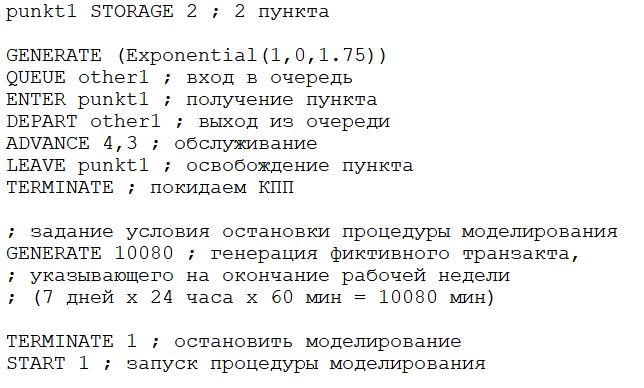 punkt1 STORAGE 2 ; 2 пункта
GENERATE (Exponential(1,0,1.75))
QUEUE other1 ; вход в очередь
ENTER punkt1 ; получение пункта
DEPART other1 ; выход из очереди
ADVANCE 4,3 ; обслуживание
LEAVE punkt1 ; освобождение пункта
TERMINATE ; покидаем КПП
; задание условия остановки процедуры моделирования
GENERATE 10080 ; генерация фиктивного транзакта,
; указывающего на окончание рабочей недели
; (7 дней x 24 часа x 60 мин = 10080 мин)
TERMINATE 1 ; остановить моделирование
START 1 ; запуск процедуры моделирования